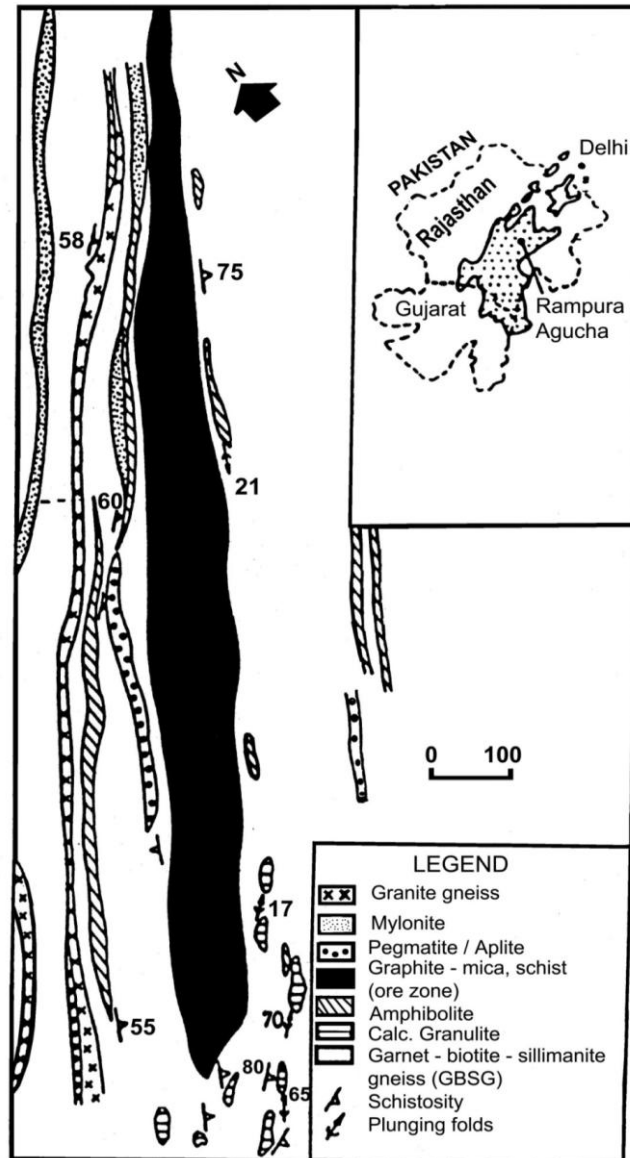 N
58
75
21
60
17
70
55
80
65
PAKISTAN
Rajasthan
Delhi
Gujarat
Rampura
Agucha
0 100
LEGEND
Granite gneiss
Mylonite
Pegmatite / Aplite
Graphite - mica, schist
(ore zone)
Amphibolite
Calc. Granulite
Garnet - biotite - sillimanite
gneiss (GBSG)
Schistosity
Plunging folds